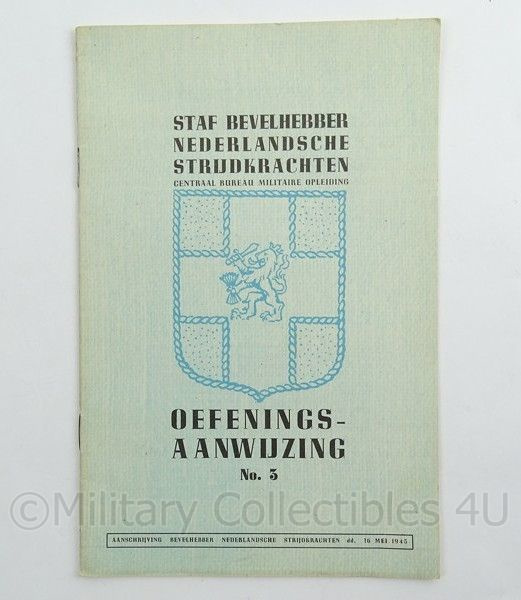 STAF BEVELHEBBER
NEDERLANDSCHE
STRIJDKRACHTEN
CENTRAAL BUREAU MILITAIRE OPLEIDING
OEFENINGS-
AANWIJZING
No. 3
©Military Collectibles 4U
AANSCHRIJVING BEVELHEBBER NEDERLANDSCHE STRIJDKRACHTEN dd. 16 MEI 1945